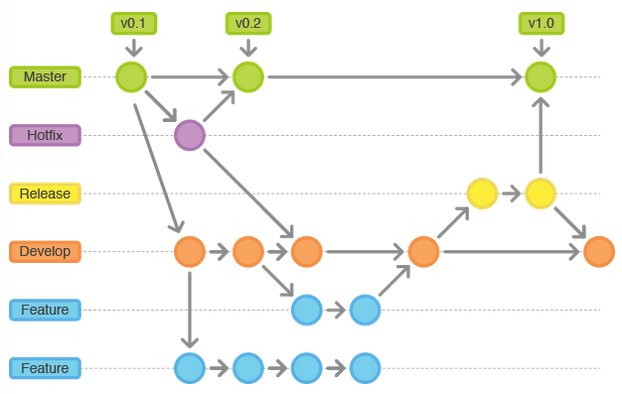 v0.1
v0.2
v1.0
Master
Hotfix
Release
Develop
Feature
Feature